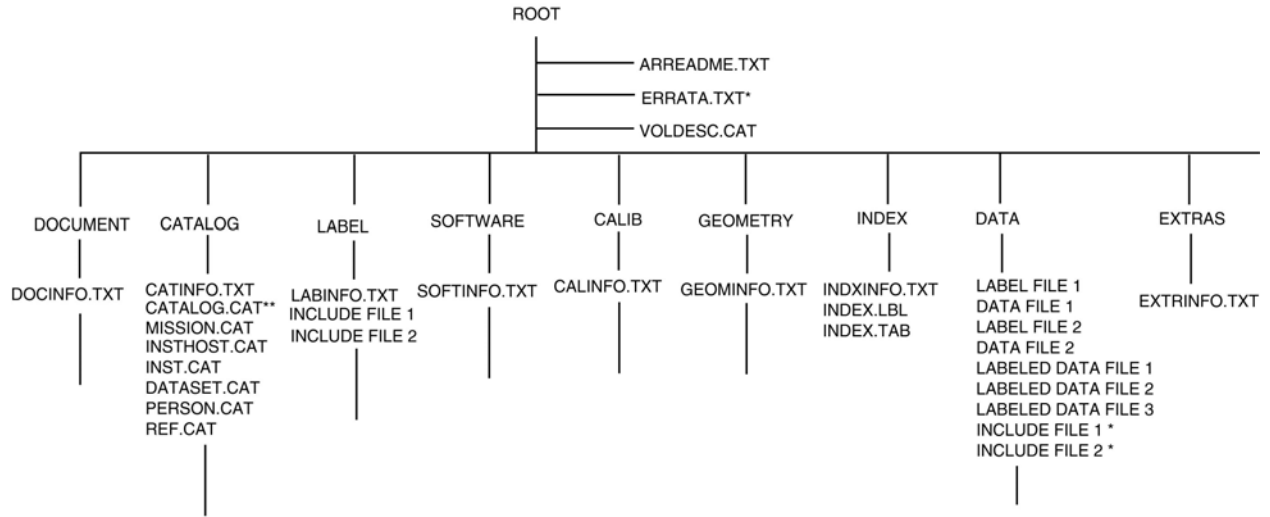 ROOT
ARREADME.TXT
ERRATA.TXT*
VOLDESC.CAT
DOCUMENT
DOCINFO.TXT
CATALOG
CATINFO.TXT
CATALOG.CAT**
MISSION.CAT
INSTHOST.CAT
INST.CAT
DATASET.CAT
PERSON.CAT
REF.CAT
LABEL
LABINFO.TXT
INCLUDE FILE 1
INCLUDE FILE 2
SOFTWARE
SOFTINFO.TXT
CALIB
CALINFO.TXT
GEOMETRY
GEOMINFO.TXT
INDEX
INDXINFO.TXT
INDEX.LBL
INDEX.TAB
DATA
LABEL FILE 1
DATA FILE 1
LABEL FILE 2
DATA FILE 2
LABELED DATA FILE 1
LABELED DATA FILE 2
LABELED DATA FILE 3
INCLUDE FILE 1 *
INCLUDE FILE 2 *
EXTRAS
EXTRINFO.TXT